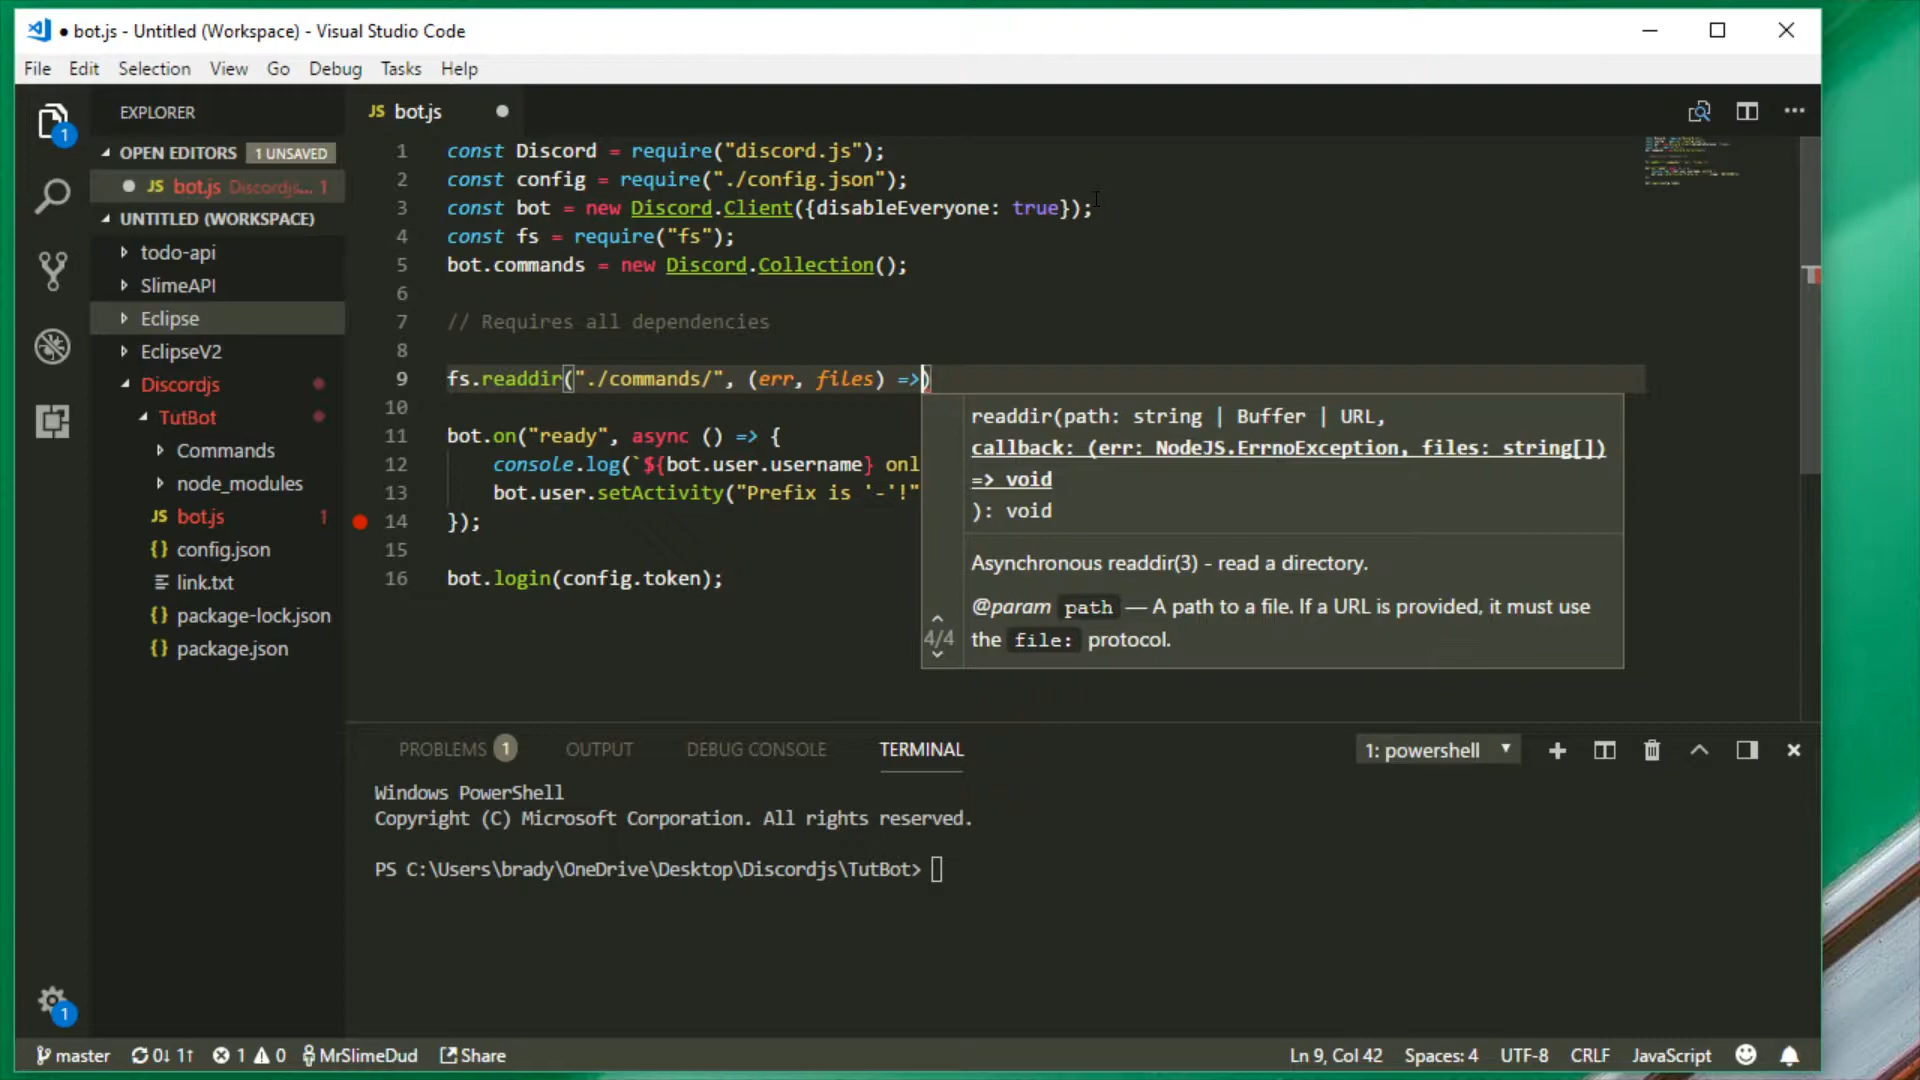 ● bot.js - Untitled (Workspace) - Visual Studio Code
File Edit Selection View Go Debug Tasks Help
EXPLORER
OPEN EDITORS 1 UNSAVED
JS bot.js Discordjs... 1
UNTITLED (WORKSPACE)
todo-api
SlimeAPI
Eclipse
EclipseV2
Discordjs
TutBot
Commands
node_modules
JS bot.js 1
{} config.json
link.txt
{} package-lock.json
{} package.json
1
1
JS bot.js
1 const Discord = require("discord.js");
2 const config = require("./config.json");
3 const bot = new Discord.Client({disableEveryone: true});
4 const fs = require("fs");
5 bot.commands = new Discord.Collection();
6
7 // Requires all dependencies
8
9 fs.readdir("./commands/", (err, files) =>)
10
11 bot.on("ready", async () => {
12 console.log(`${bot.user.username} onl
13 bot.user.setActivity("Prefix is '-'!"
14 });
15
16 bot.login(config.token);
readdir(path: string | Buffer | URL,
callback: (err: NodeJS.ErrnoException, files: string[])
=> void
): void
Asynchronous readdir(3) - read a directory.
@param path — A path to a file. If a URL is provided, it must use
the file: protocol.
4/4
PROBLEMS 1 OUTPUT DEBUG CONSOLE TERMINAL 1: powershell
Windows PowerShell
Copyright (C) Microsoft Corporation. All rights reserved.
PS C:\Users\brady\OneDrive\Desktop\Discordjs\TutBot>
master 0↓ 1↑ 1 0 MrSlimeDud Share Ln 9, Col 42 Spaces: 4 UTF-8 CRLF JavaScript